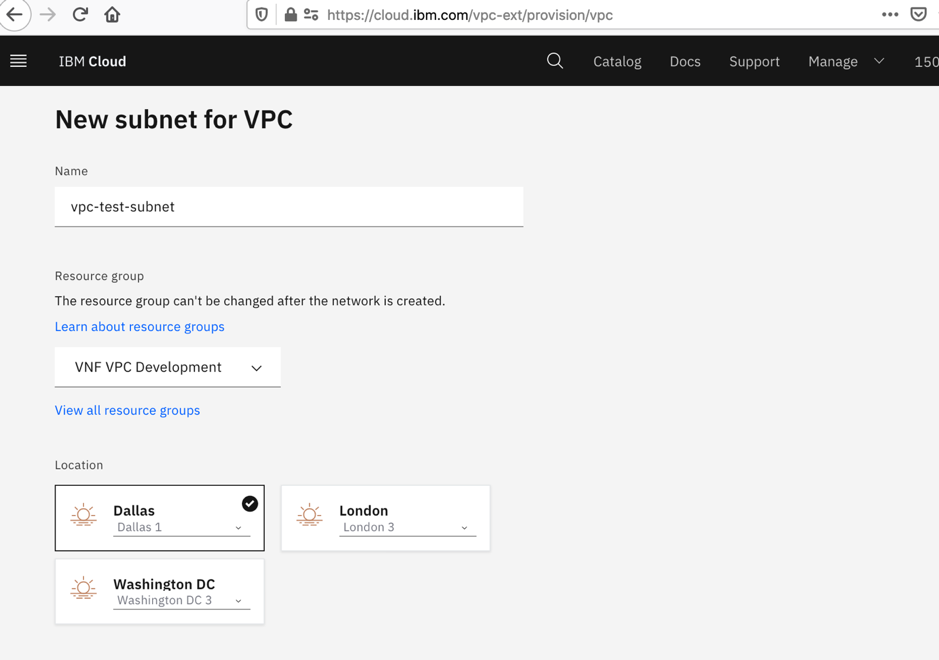 https://cloud.ibm.com/vpc-ext/provision/vpc
IBM Cloud Catalog Docs Support Manage 150
New subnet for VPC
Name
vpc-test-subnet
Resource group
The resource group can't be changed after the network is created.
Learn about resource groups
VNF VPC Development
View all resource groups
Location
Dallas
Dallas 1
London
London 3
Washington DC
Washington DC 3